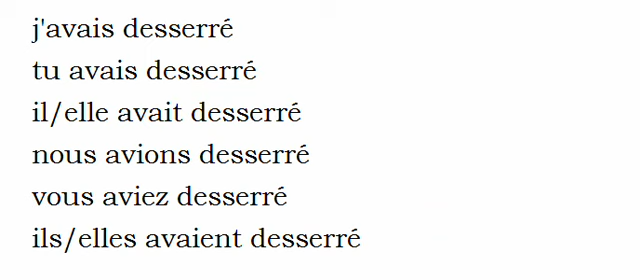 j'avais desserré
tu avais desserré
il/elle avait desserré
nous avions desserré
vous aviez desserré
ils/elles avaient desserré